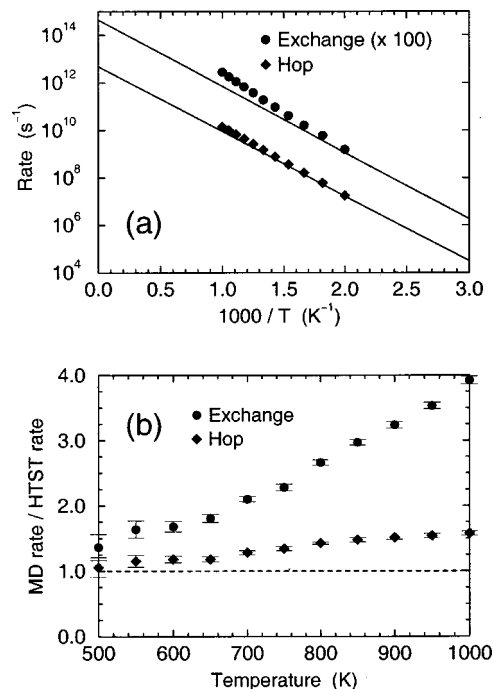 10^14
Exchange (x 100)
10^12
Hop
10^10
Rate (s^-1)
10^8
10^6
(a)
10^4
0.0 0.5 1.0 1.5 2.0 2.5 3.0
1000 / T (K^-1)
4.0
(b)
Exchange
Hop
3.0
MD rate / HTST rate
2.0
1.0
0.0
500 600 700 800 900 1000
Temperature (K)